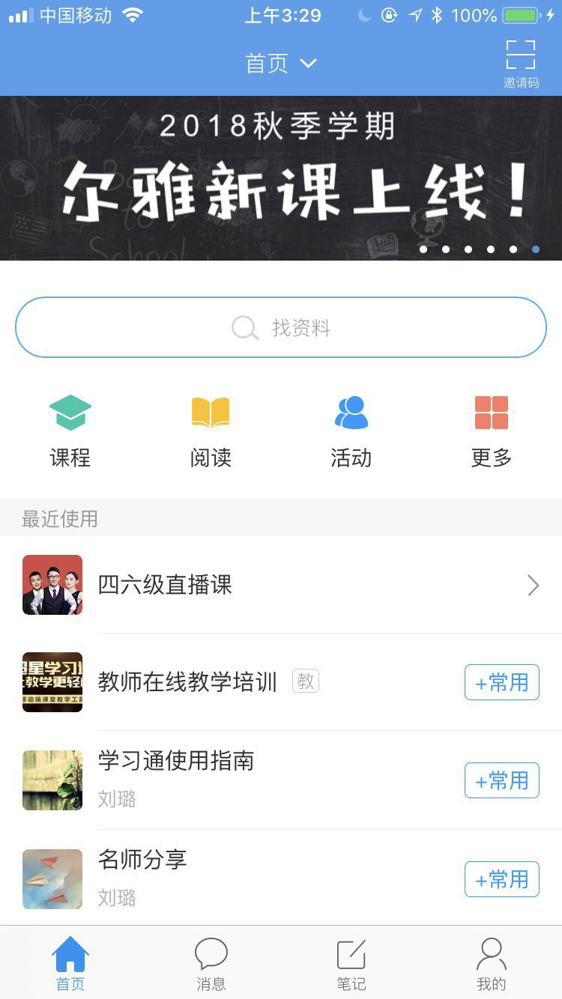 中国移动
上午3:29
100%
首页
邀请码
2018秋季学期
尔雅新课上线!
找资料
课程
阅读
活动
更多
最近使用
四六级直播课
教师在线教学培训 教
+常用
学习通使用指南
刘璐
+常用
名师分享
刘璐
+常用
首页
消息
笔记
我的